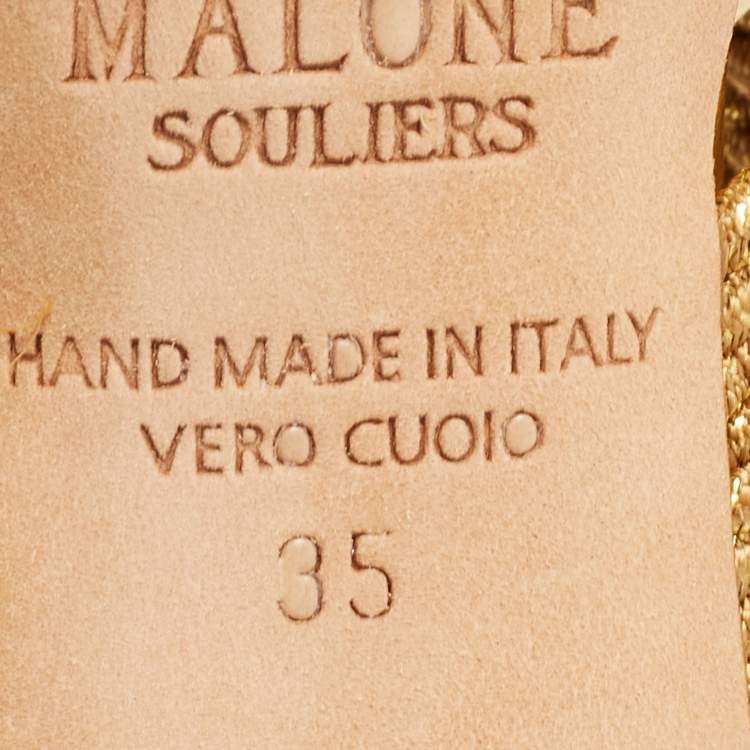 MALONE
SOULIERS
HAND MADE IN ITALY
VERO CUOIO
35